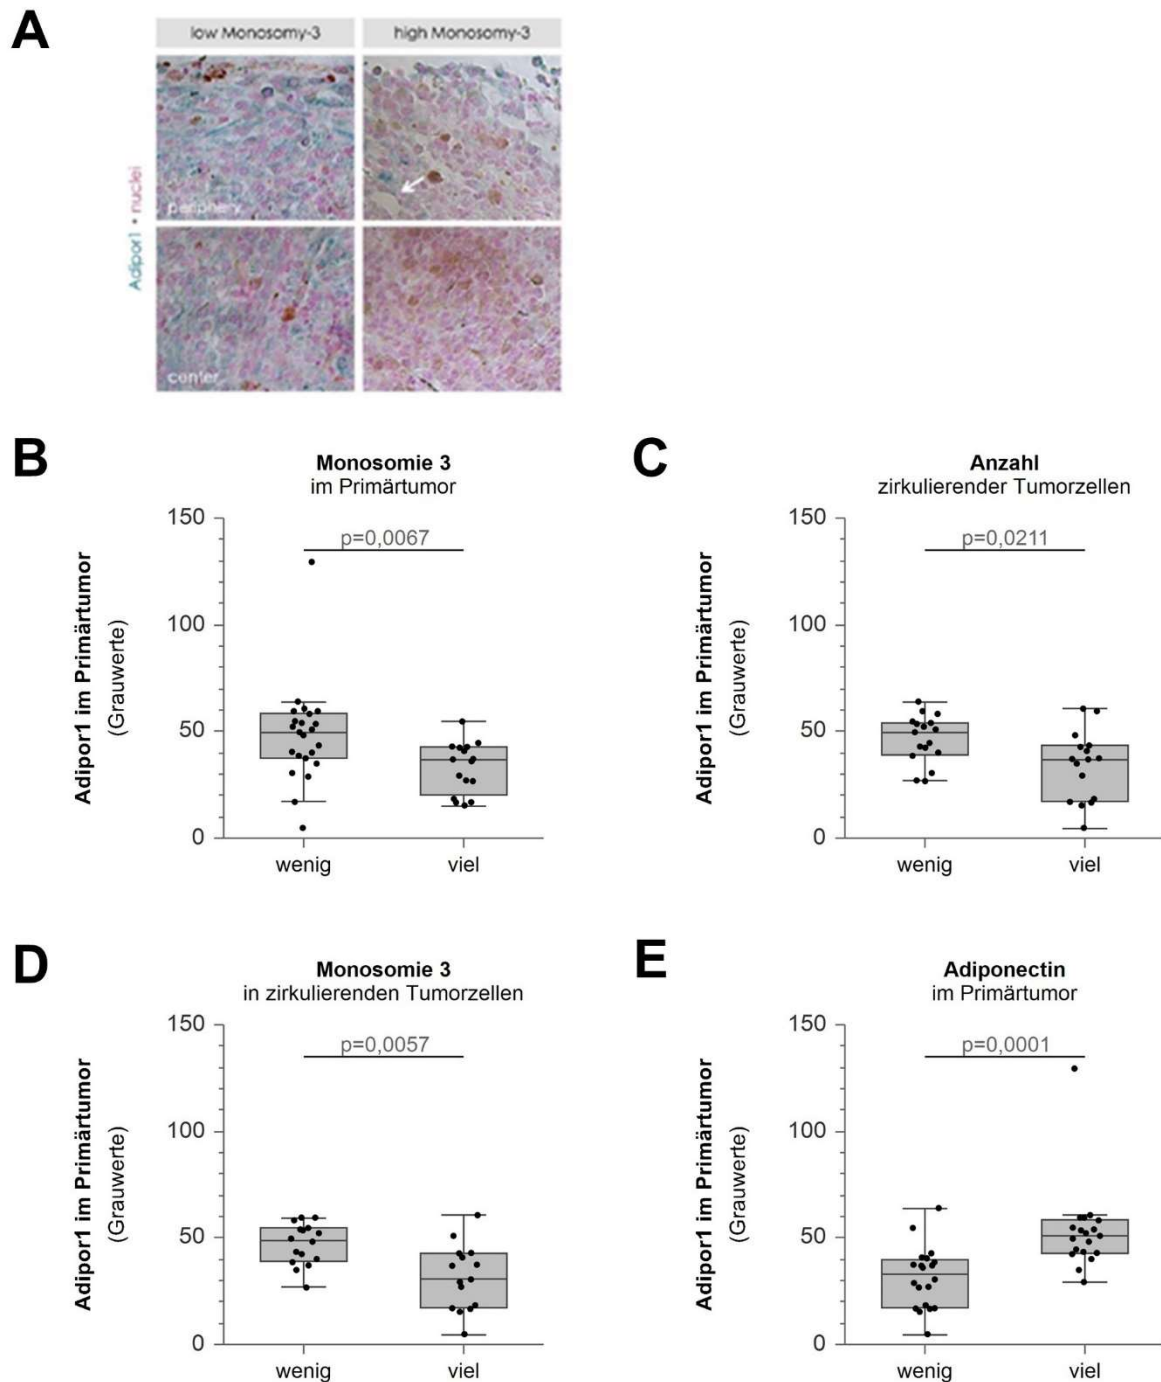 A
low Monosomy-3
high Monosomy-3
Adipor1 • nuclei
periphery
center
B
Monosomie 3
im Primärtumor
Adipor1 im Primärtumor
(Grauwerte)
150
100
50
0
p=0,0067
wenig
viel
C
Anzahl
zirkulierender Tumorzellen
Adipor1 im Primärtumor
(Grauwerte)
150
100
50
0
p=0,0211
wenig
viel
D
Monosomie 3
in zirkulierenden Tumorzellen
Adipor1 im Primärtumor
(Grauwerte)
150
100
50
0
p=0,0057
wenig
viel
E
Adiponectin
im Primärtumor
Adipor1 im Primärtumor
(Grauwerte)
150
100
50
0
p=0,0001
wenig
viel